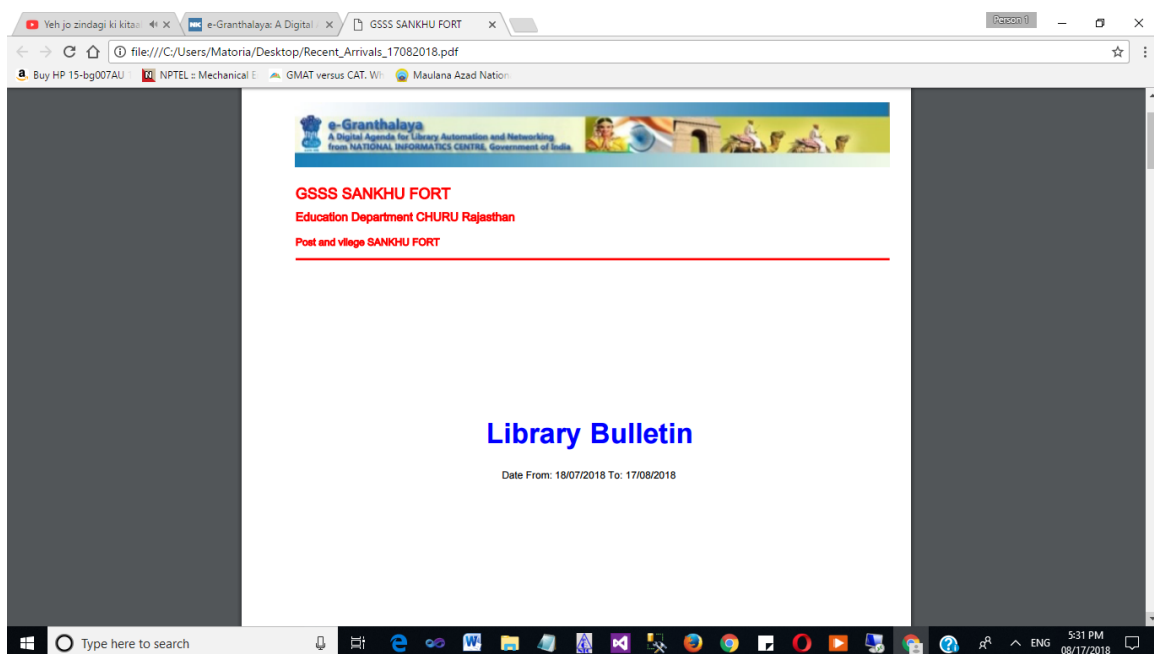 Yeh jo zindagi ki kitaa
e-Granthalaya: A Digital
GSSS SANKHU FORT
Person 1
file:///C:/Users/Matoria/Desktop/Recent_Arrivals_17082018.pdf
Buy HP 15-bg007AU
NPTEL :: Mechanical E
GMAT versus CAT. Wh
Maulana Azad Nation
e-Granthalaya
A Digital Agenda for Library Automation and Networking
from NATIONAL INFORMATICS CENTRE, Government of India
GSSS SANKHU FORT
Education Department CHURU Rajasthan
Post and vilege SANKHU FORT
Library Bulletin
Date From: 18/07/2018 To: 17/08/2018
Type here to search
ENG
5:31 PM
08/17/2018